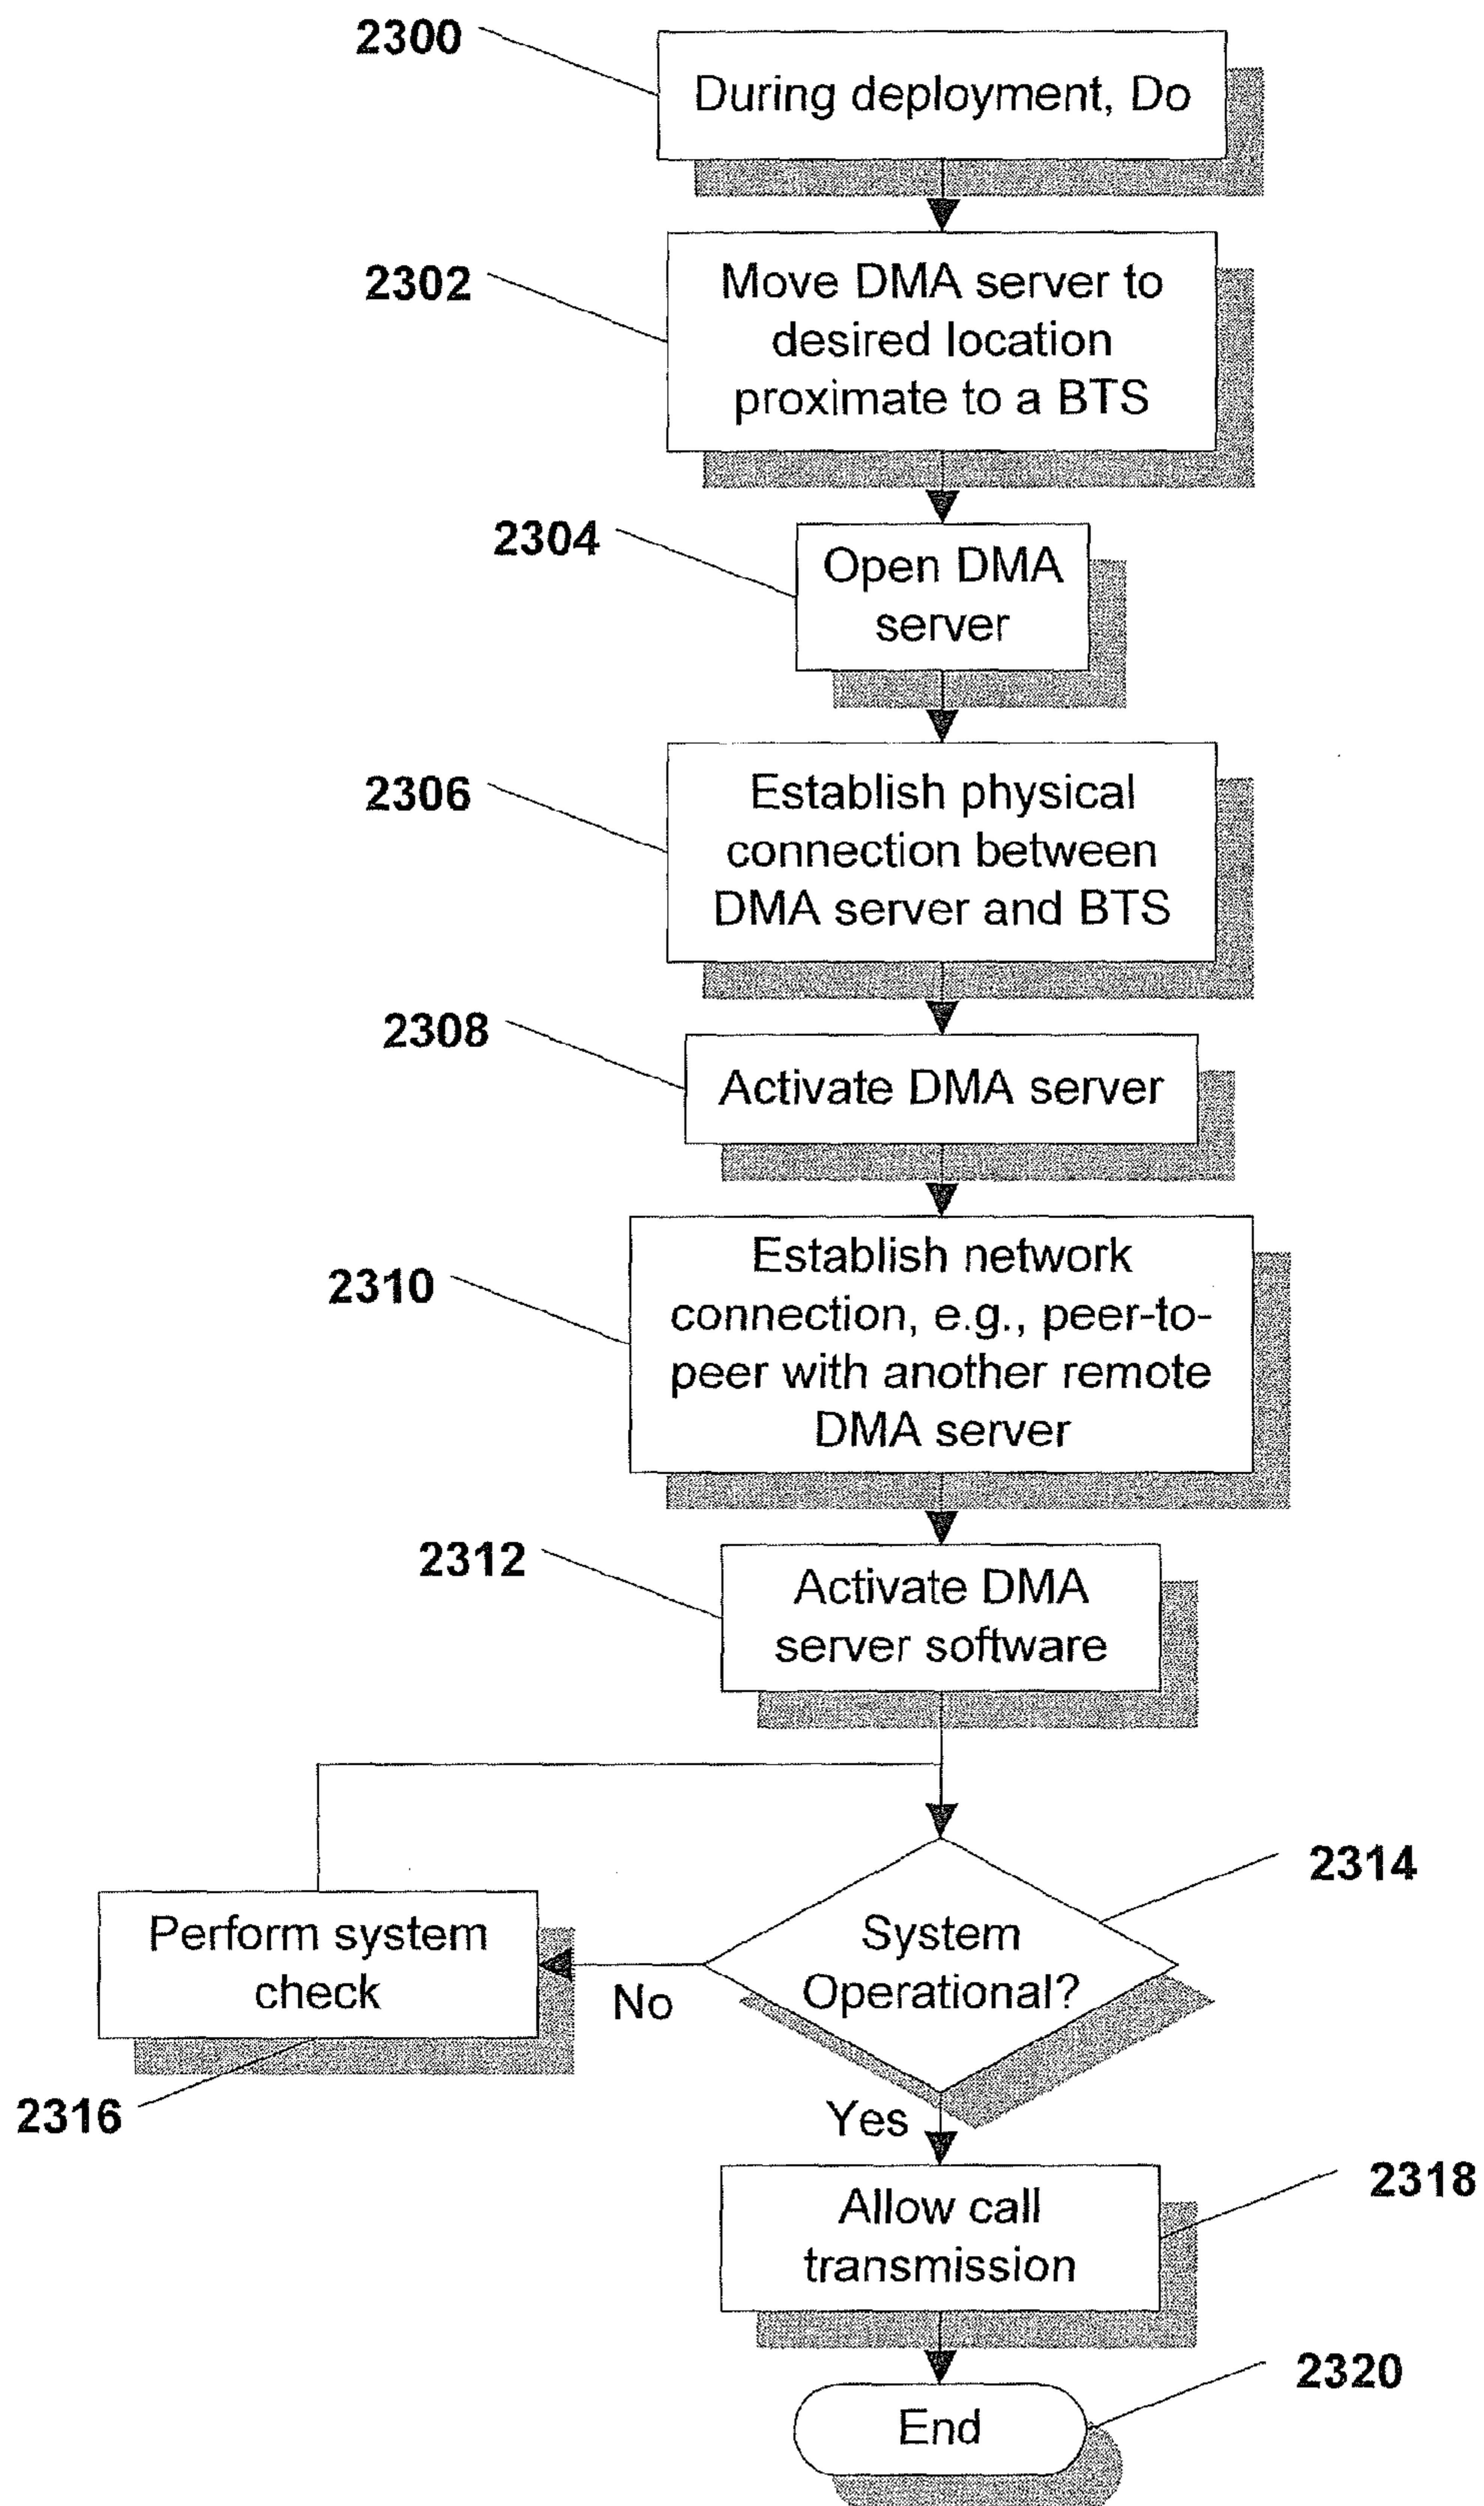 2300
During deployment, Do
2302
Move DMA server to
desired location
proximate to a BTS
2304
Open DMA
server
2306
Establish physical
connection between
DMA server and BTS
2308
Activate DMA server
2310
Establish network
connection, e.g., peer-to-
peer with another remote
DMA server
2312
Activate DMA
server software
2314
System
Operational?
Perform system
check
No
2316
Yes
2318
Allow call
transmission
2320
End